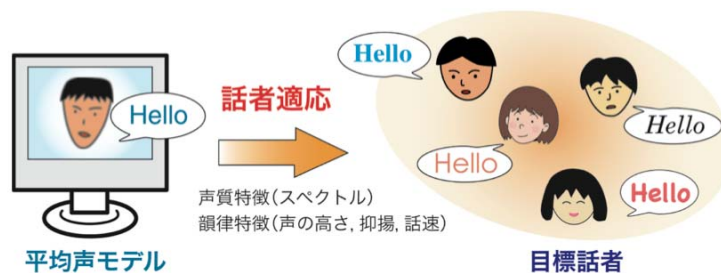 Hello
平均声モデル
話者適応
声質特徴(スペクトル)
韻律特徴(声の高さ, 抑揚, 話速)
Hello
Hello
Hello
Hello
目標話者